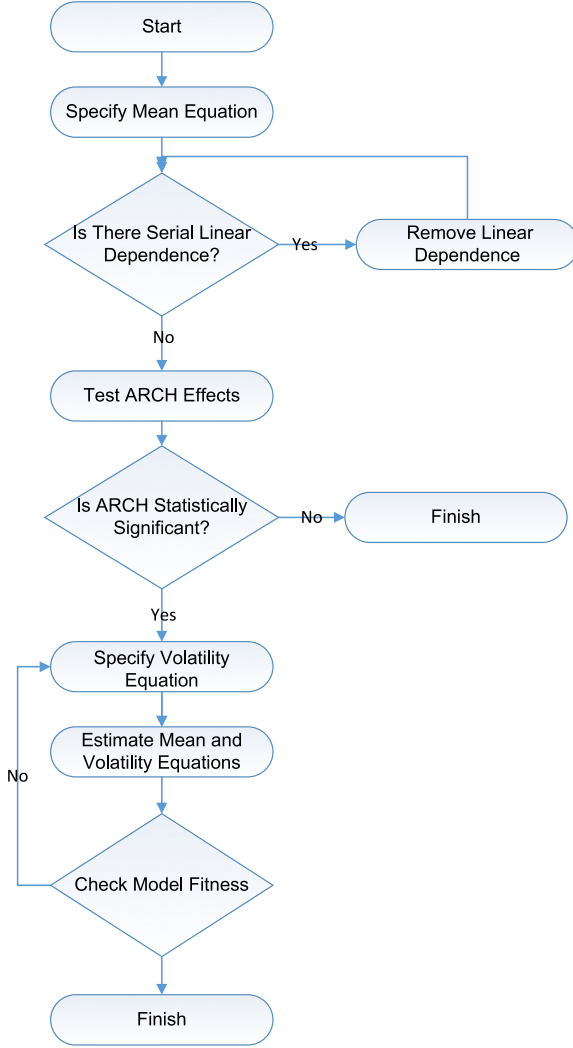 Start
Specify Mean Equation
Is There Serial Linear
Dependence?
Yes
Remove Linear
Dependence
No
Test ARCH Effects
Is ARCH Statistically
Significant?
No
Finish
Yes
Specify Volatility
Equation
Estimate Mean and
Volatility Equations
No
Check Model Fitness
Finish